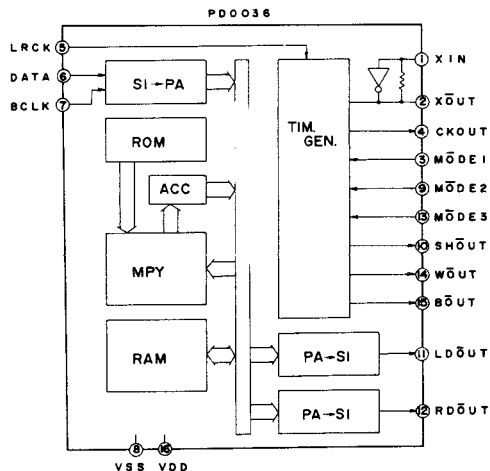 PD0036
LRCK 5
DATA 6
BCLK 7
SI→PA
ROM
ACC
MPY
RAM
TIM.
GEN.
PA→SI
PA→SI
1 XIN
2 XOUT
4 CKOUT
3 MODE1
9 MODE2
13 MODE3
10 SHOUT
14 WOUT
15 BOUT
11 LDOUT
12 RDOUT
8 16
VSS VDD